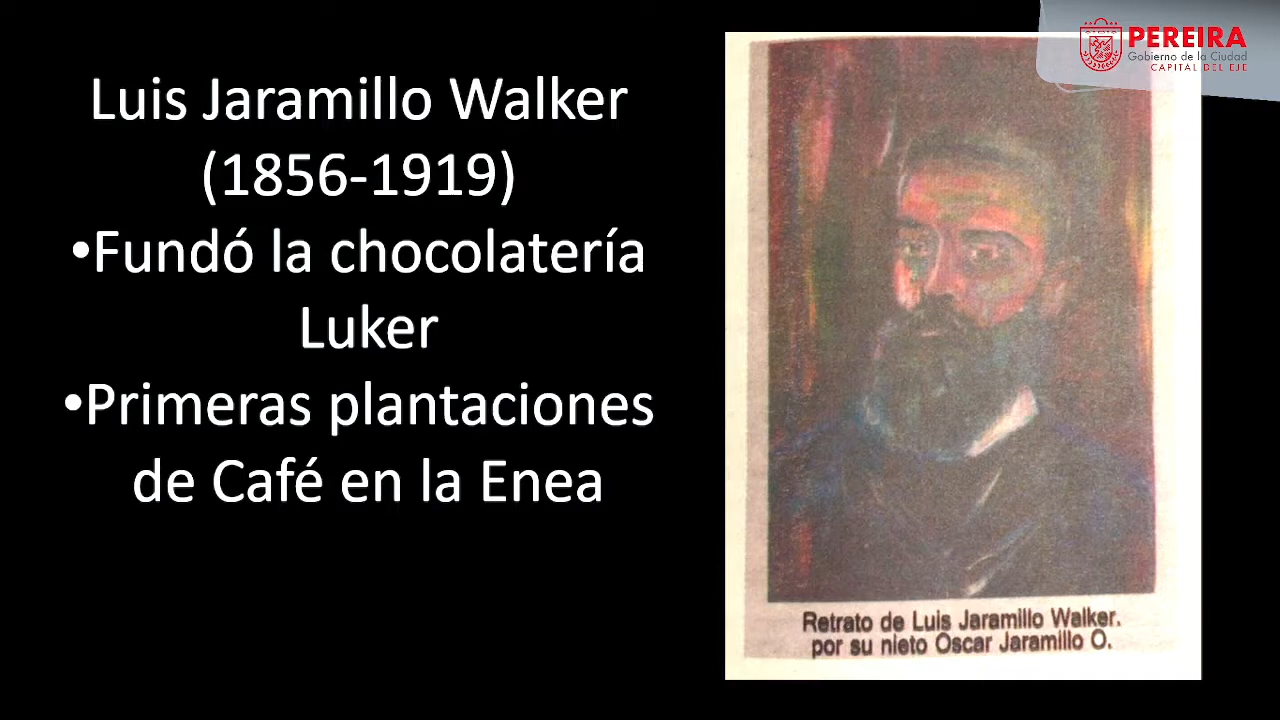 Luis Jaramillo Walker
(1856-1919)
•Fundó la chocolatería
Luker
•Primeras plantaciones
de Café en la Enea
PEREIRA
Gobierno de la Ciudad
CAPITAL DEL EJE
Retrato de Luis Jaramillo Walker.
por su nieto Oscar Jaramillo O.